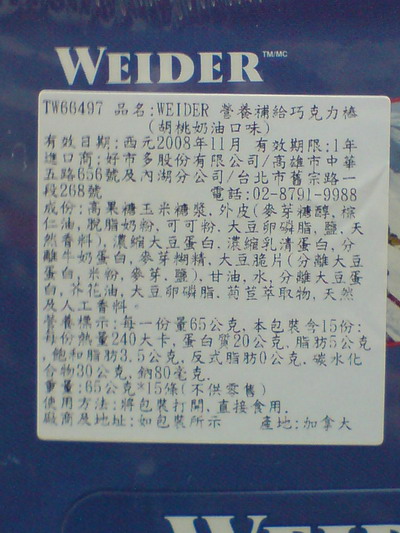 WEIDER TM/MC
TW66497 品名:WEIDER 營養補給巧克力棒
(胡桃奶油口味)
有效日期:西元2008年11月 有效期限:1年
進口商:好市多股份有限公司/高雄市中華
五路656號及內湖分公司/台北市舊宗路一
段268號 電話:02-8791-9988
成份:高果糖玉米糖漿, 外皮(麥芽糖醇, 棕
仁油, 脫脂奶粉, 可可粉, 大豆卵磷脂, 鹽, 天
然香料), 濃縮大豆蛋白, 濃縮乳清蛋白, 分
離牛奶蛋白, 麥芽糊精, 大豆脆片(分離大豆
蛋白, 米粉, 麥芽, 鹽), 甘油, 水, 分離大豆蛋
白, 芥花油, 大豆卵磷脂, 菊苣萃取物, 天然
及人工香料。
營養標示:每一份量65公克, 本包裝含15份:
每份熱量240大卡, 蛋白質20公克, 脂肪5公克
, 飽和脂肪3.5公克, 反式脂肪0公克, 碳水化
合物30公克, 鈉80毫克.
重量:65公克*15條(不供零售)
使用方法:將包裝打開, 直接食用.
廠商及地址:如包裝所示 產地:加拿大
WEIDER